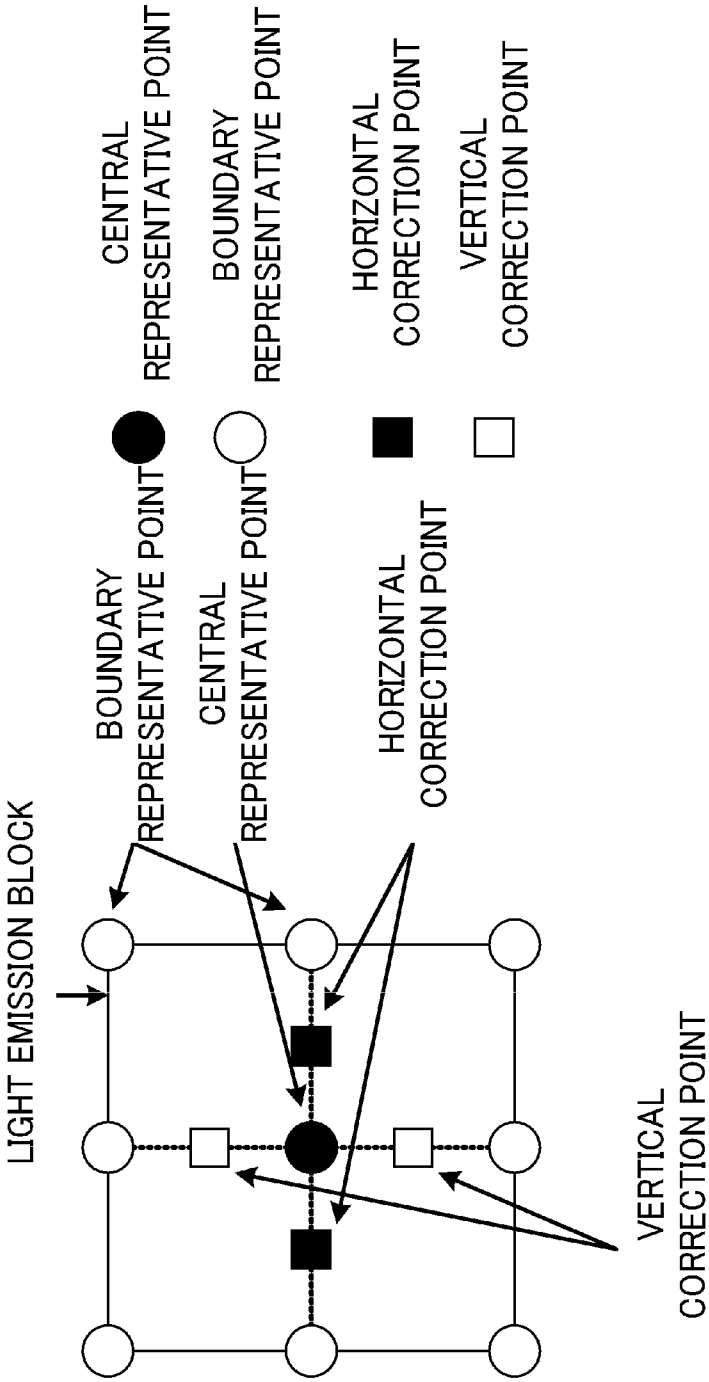 LIGHT EMISSION BLOCK
BOUNDARY
REPRESENTATIVE POINT
CENTRAL
REPRESENTATIVE POINT
HORIZONTAL
CORRECTION POINT
VERTICAL
CORRECTION POINT
CENTRAL
REPRESENTATIVE POINT
BOUNDARY
REPRESENTATIVE POINT
HORIZONTAL
CORRECTION POINT
VERTICAL
CORRECTION POINT